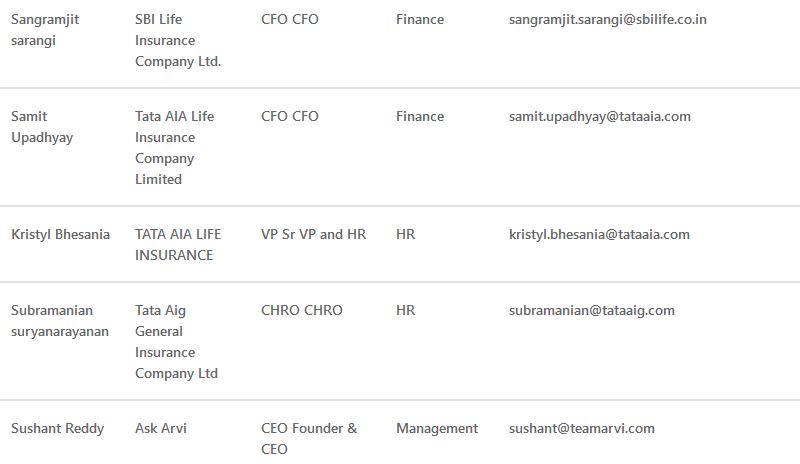 Sangramjit SBI Life CFO CFO Finance sangramjit.sarangi@sbilife.co.in
sarangi Insurance
Company Ltd.
Samit Tata AIA Life CFO CFO Finance samit.upadhyay@tataaia.com
Upadhyay Insurance
Company
Limited
Kristyl Bhesania TATA AIA LIFE VP Sr VP and HR HR kristyl.bhesania@tataaia.com
INSURANCE
Subramanian Tata Aig CHRO CHRO HR subramanian@tataaig.com
suryanarayanan General
Insurance
Company Ltd
Sushant Reddy Ask Arvi CEO Founder & Management sushant@teamarvi.com
CEO